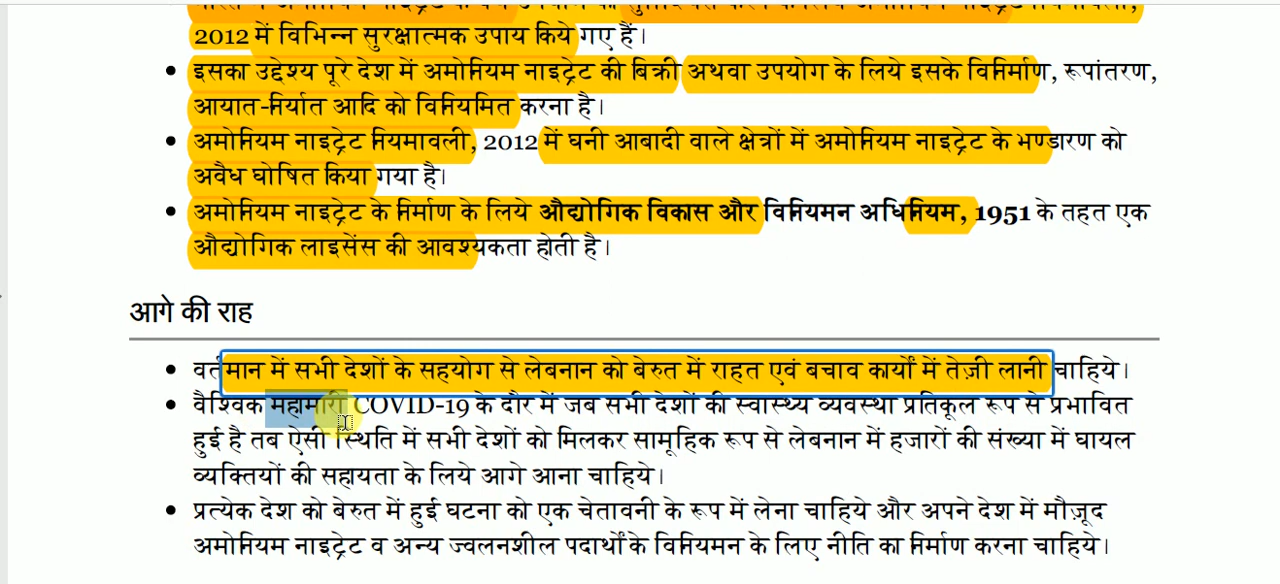 2012 में विभिन्न सुरक्षात्मक उपाय किये गए हैं।
इसका उद्देश्य पूरे देश में अमोनियम नाइट्रेट की बिक्री अथवा उपयोग के लिये इसके विनिर्माण, रूपांतरण,
आयात-निर्यात आदि को विनियमित करना है।
अमोनियम नाइट्रेट नियमावली, 2012 में घनी आबादी वाले क्षेत्रों में अमोनियम नाइट्रेट के भण्डारण को
अवैध घोषित किया गया है।
अमोनियम नाइट्रेट के निर्माण के लिये औद्योगिक विकास और विनियमन अधिनियम, 1951 के तहत एक
औद्योगिक लाइसेंस की आवश्यकता होती है।
आगे की राह
वर्तमान में सभी देशों के सहयोग से लेबनान को बेरुत में राहत एवं बचाव कार्यों में तेज़ी लानी चाहिये।
वैश्विक महामारी COVID-19 के दौर में जब सभी देशों की स्वास्थ्य व्यवस्था प्रतिकूल रूप से प्रभावित
हुई है तब ऐसी स्थिति में सभी देशों को मिलकर सामूहिक रूप से लेबनान में हजारों की संख्या में घायल
व्यक्तियों की सहायता के लिये आगे आना चाहिये।
प्रत्येक देश को बेरुत में हुई घटना को एक चेतावनी के रूप में लेना चाहिये और अपने देश में मौज़ूद
अमोनियम नाइट्रेट व अन्य ज्वलनशील पदार्थों के विनियमन के लिए नीति का निर्माण करना चाहिये।